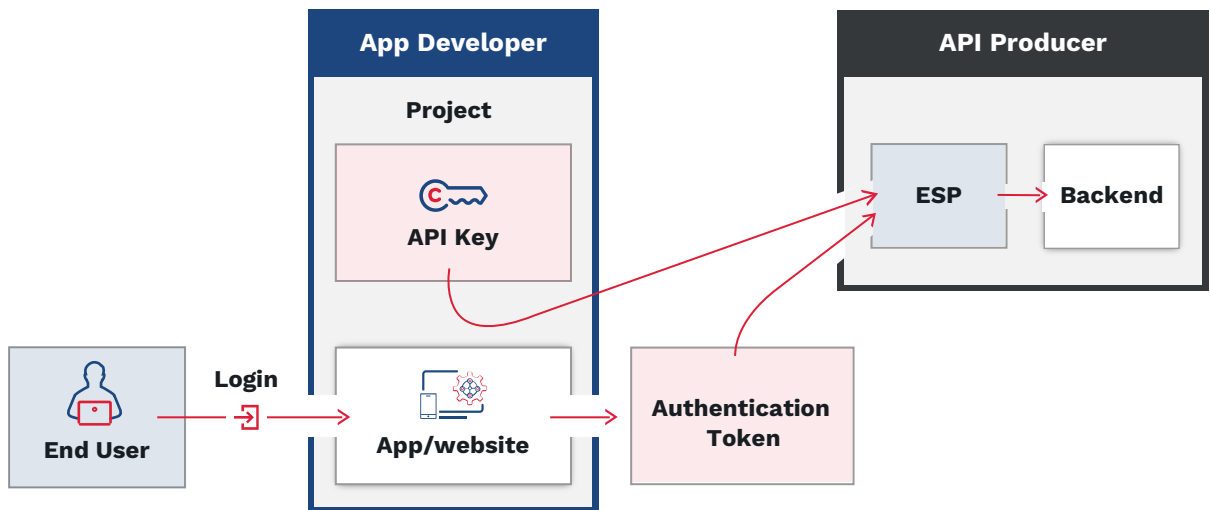 App Developer
API Producer
Project
API Key
ESP
Backend
Login
End User
App/website
Authentication
Token